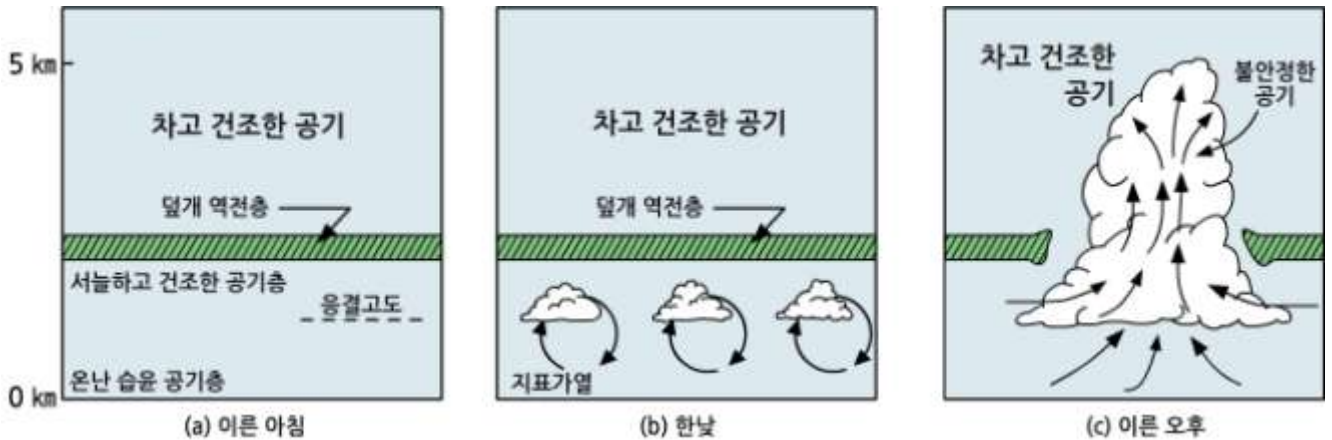 5 km
차고 건조한 공기
덮개 역전층
서늘하고 건조한 공기층
응결고도
온난 습윤 공기층
0 km
(a) 이른 아침
차고 건조한 공기
덮개 역전층
지표가열
(b) 한낮
차고 건조한
공기
불안정한
공기
(c) 이른 오후